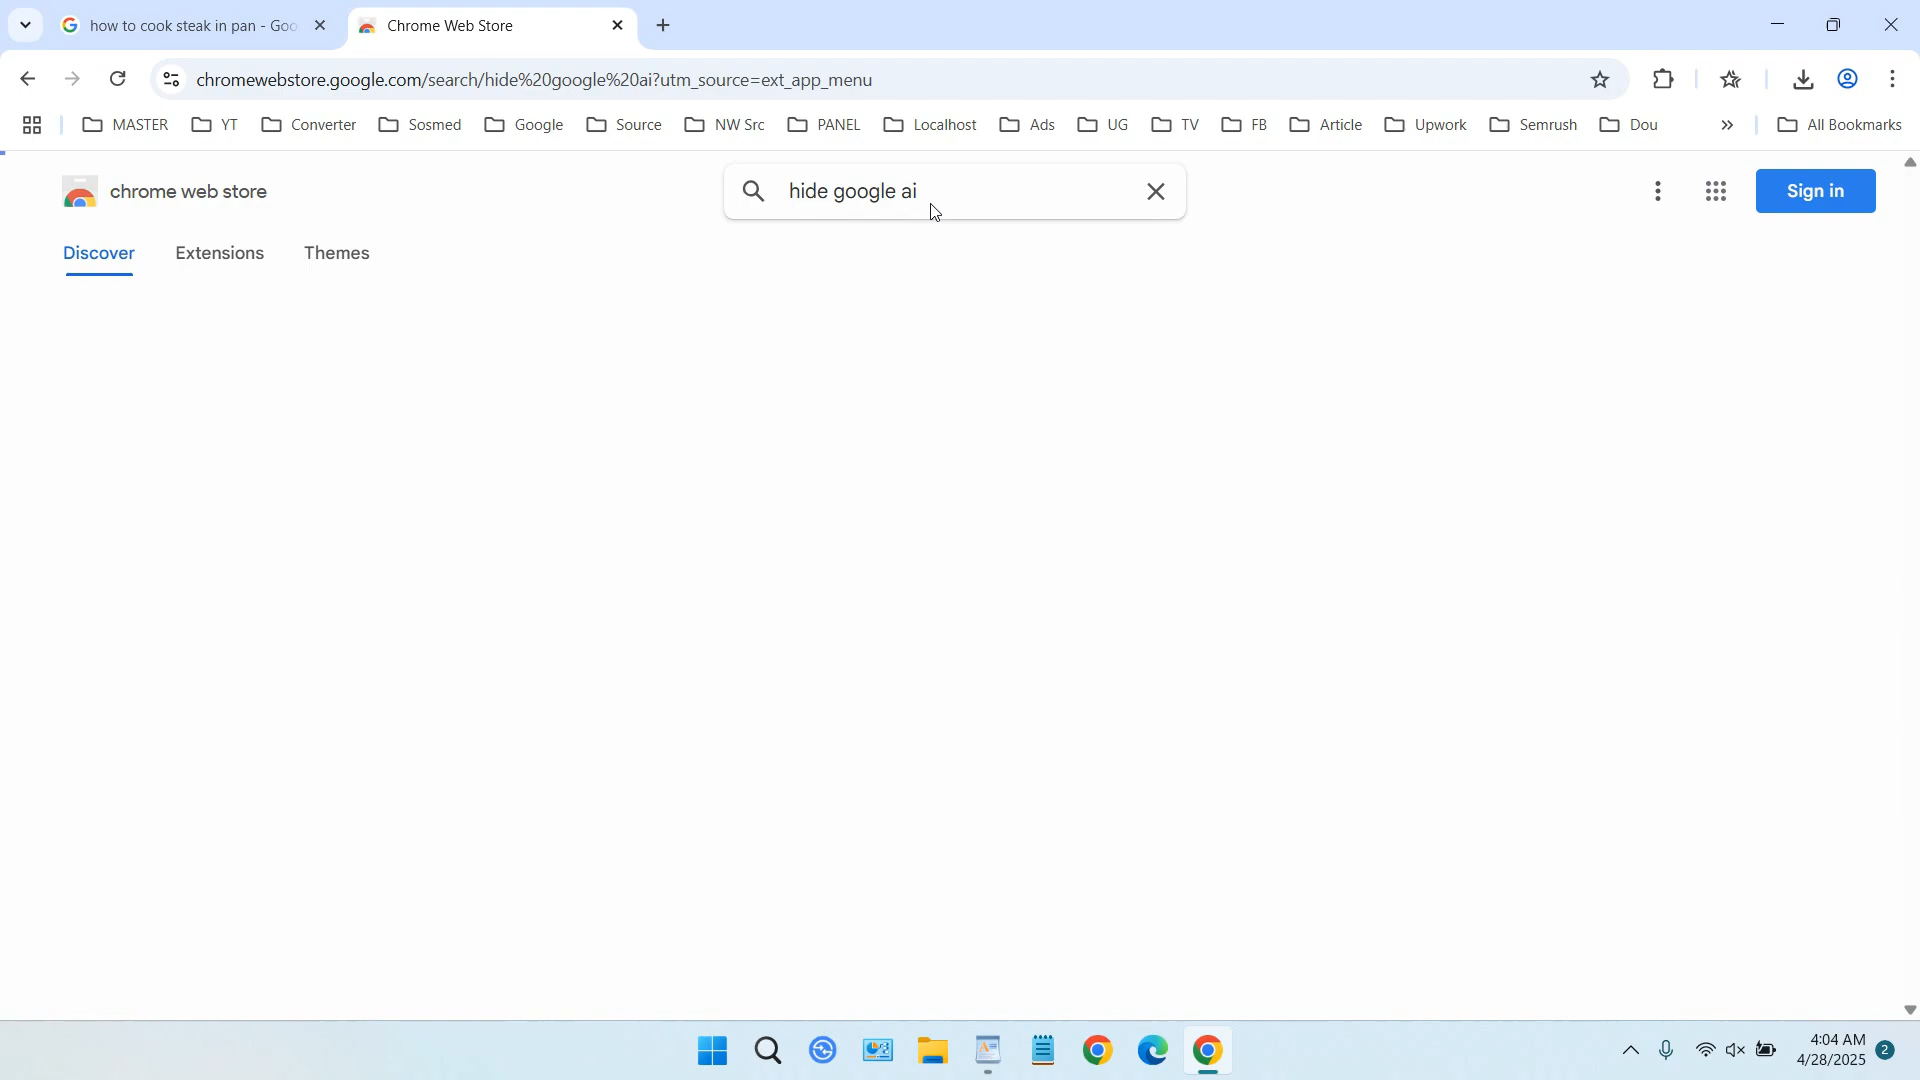 how to cook steak in pan - Goo
Chrome Web Store
chromewebstore.google.com/search/hide%20google%20ai?utm_source=ext_app_menu
MASTER YT Converter Sosmed Google Source NW Src PANEL Localhost Ads UG TV FB Article Upwork Semrush Dou » All Bookmarks
chrome web store
hide google ai
Sign in
Discover Extensions Themes
4:04 AM
4/28/2025
2